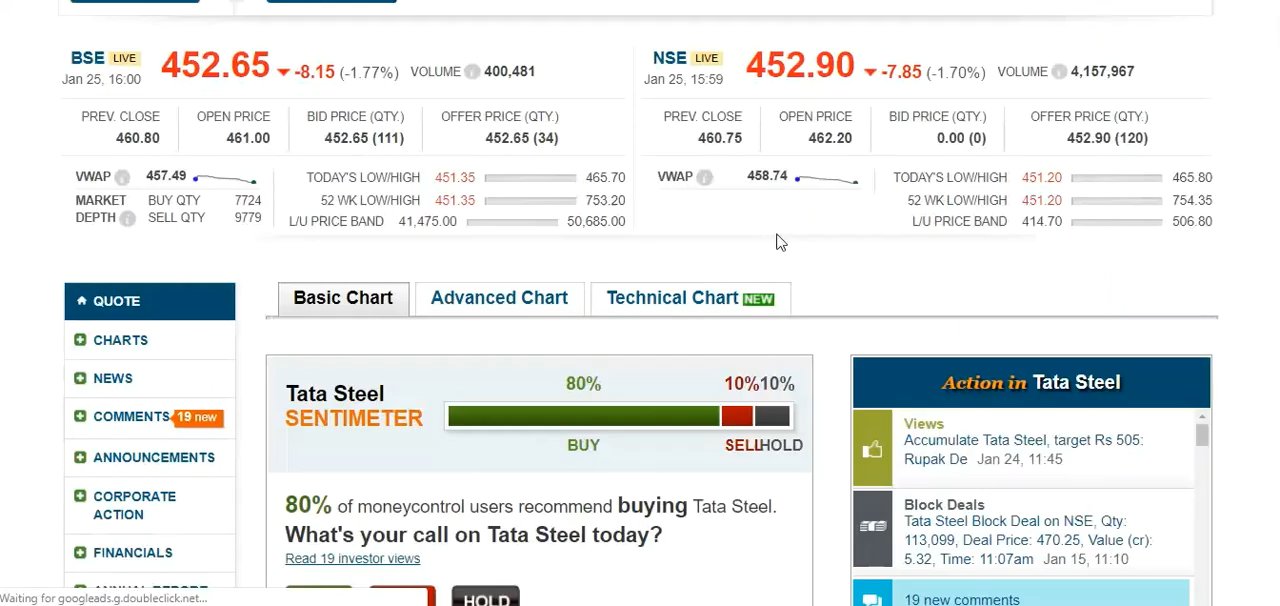 BSE LIVE
Jan 25, 16:00
452.65 -8.15 (-1.77%) VOLUME 400,481
PREV. CLOSE OPEN PRICE BID PRICE (QTY.) OFFER PRICE (QTY.)
460.80 461.00 452.65 (111) 452.65 (34)
VWAP 457.49
MARKET BUY QTY 7724
DEPTH SELL QTY 9779
TODAY'S LOW/HIGH 451.35 465.70
52 WK LOW/HIGH 451.35 753.20
L/U PRICE BAND 41,475.00 50,685.00
NSE LIVE
Jan 25, 15:59
452.90 -7.85 (-1.70%) VOLUME 4,157,967
PREV. CLOSE OPEN PRICE BID PRICE (QTY.) OFFER PRICE (QTY.)
460.75 462.20 0.00 (0) 452.90 (120)
VWAP 458.74
TODAY'S LOW/HIGH 451.20 465.80
52 WK LOW/HIGH 451.20 754.35
L/U PRICE BAND 414.70 506.80
QUOTE
CHARTS
NEWS
COMMENTS 19 new
ANNOUNCEMENTS
CORPORATE
ACTION
FINANCIALS
ANNUAL REPORT
Basic Chart Advanced Chart Technical Chart NEW
Tata Steel
SENTIMETER
80% 10% 10%
BUY SELL HOLD
80% of moneycontrol users recommend buying Tata Steel.
What's your call on Tata Steel today?
Read 19 investor views
HOLD
Action in Tata Steel
Views
Accumulate Tata Steel, target Rs 505:
Rupak De Jan 24, 11:45
Block Deals
Tata Steel Block Deal on NSE, Qty:
113,099, Deal Price: 470.25, Value (cr):
5.32, Time: 11:07am Jan 15, 11:10
19 new comments
Waiting for googleads.g.doubleclick.net...